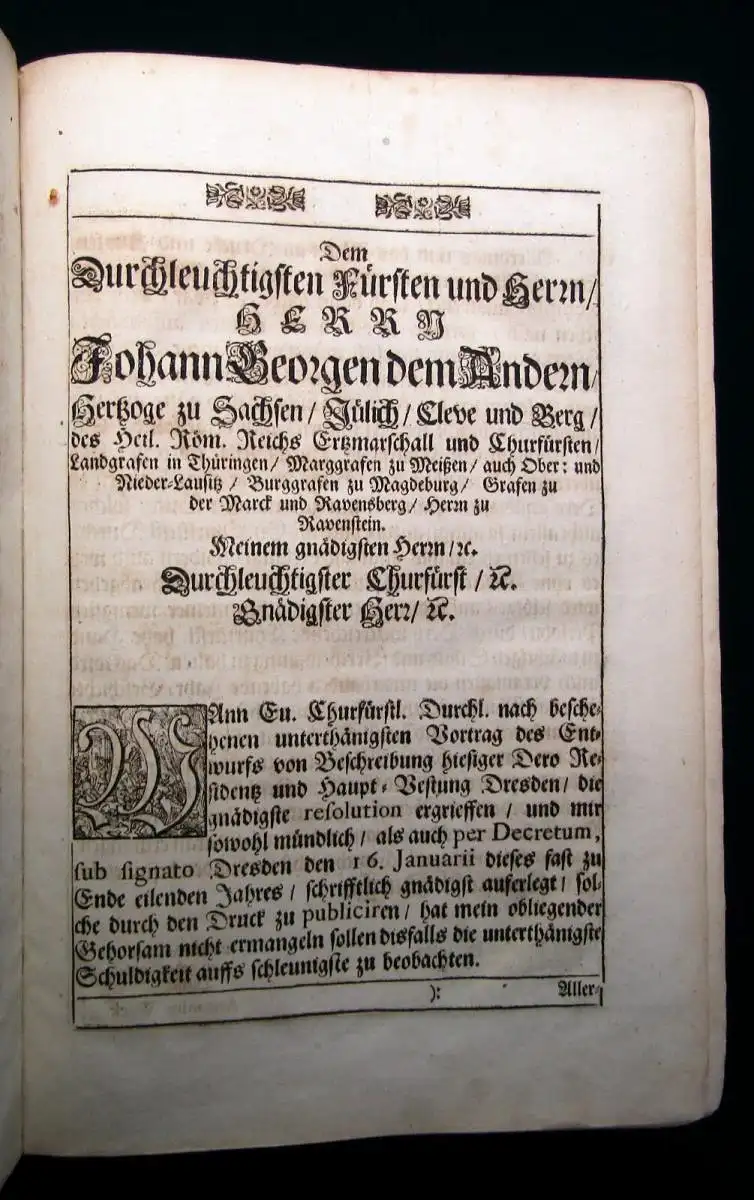 Dem
Durchleuchtigsten Fürsten und Herrn/
HERRN
Johann Georgen dem Andern/
Hertzoge zu Sachsen/ Jülich/ Cleve und Berg/
des Heil. Röm. Reichs Ertzmarschall und Churfürsten/
Landgrafen in Thüringen/ Marggrafen zu Meißen/ auch Ober: und
Nieder-Lausitz/ Burggrafen zu Magdeburg/ Grafen zu
der Marck und Ravensberg/ Herrn zu
Ravenstein.
Meinem gnädigsten Herrn/ ꝛc.
Durchleuchtigster Churfürst/ ꝛc.
Gnädigster Herr/ ꝛc.
WAnn Eu. Churfürstl. Durchl. nach besche-
henen unterthänigsten Vortrag des Ent-
wurfs von Beschreibung hiesiger Dero Re-
sidentz und Haupt-Vestung Dresden/ die
gnädigste resolution ergrieffen/ und mir
sowohl mündlich/ als auch per Decretum,
sub signato Dresden den 16. Januarii dieses fast zu
Ende eilenden Jahres/ schrifftlich gnädigst auferlegt/ sol-
che durch den Druck zu publiciren/ hat mein obliegender
Gehorsam nicht ermangeln sollen disfalls die unterthänigste
Schuldigkeit auffs schleunigste zu beobachten.
): Aller-